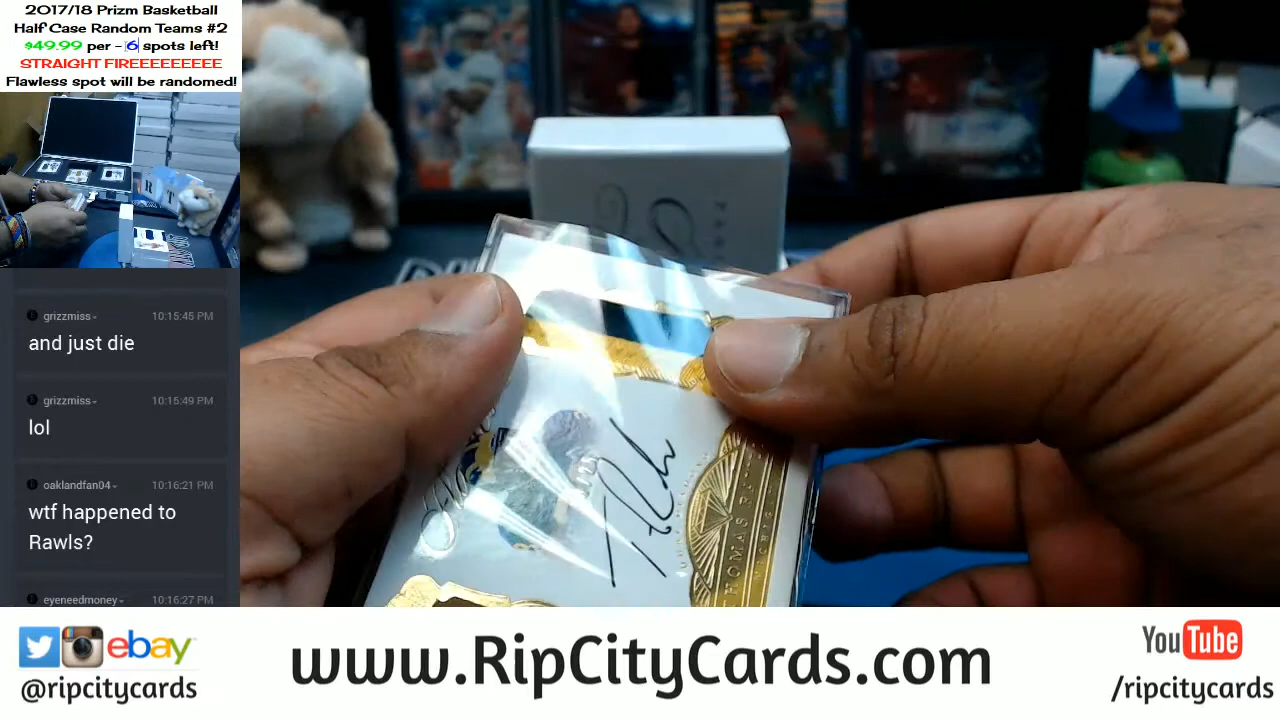 2017/18 Prizm Basketball
Half Case Random Teams #2
$49.99 per - 6 spots left!
STRAIGHT FIREEEEEEEEE
Flawless spot will be randomed!
grizzmiss
10:15:45 PM
and just die
grizzmiss
10:15:49 PM
lol
oaklandfan04
10:16:21 PM
wtf happened to
Rawls?
eyeneedmoney
10:16:27 PM
THOMAS R
ebay
@ripcitycards
www.RipCityCards.com
YouTube
/ripcitycards